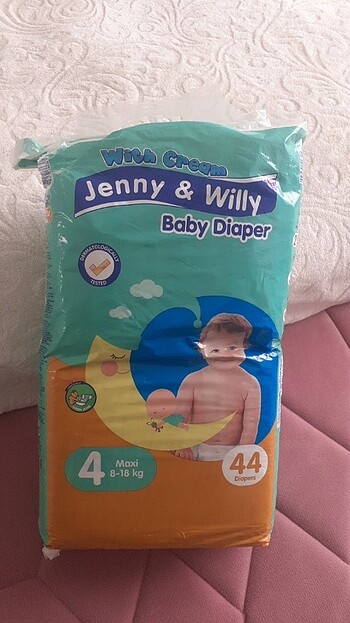 With Cream
Jenny & Willy
Baby Diaper
DERMATOLOGICALLY
TESTED
4
Maxi
8-18 kg
44
Diapers